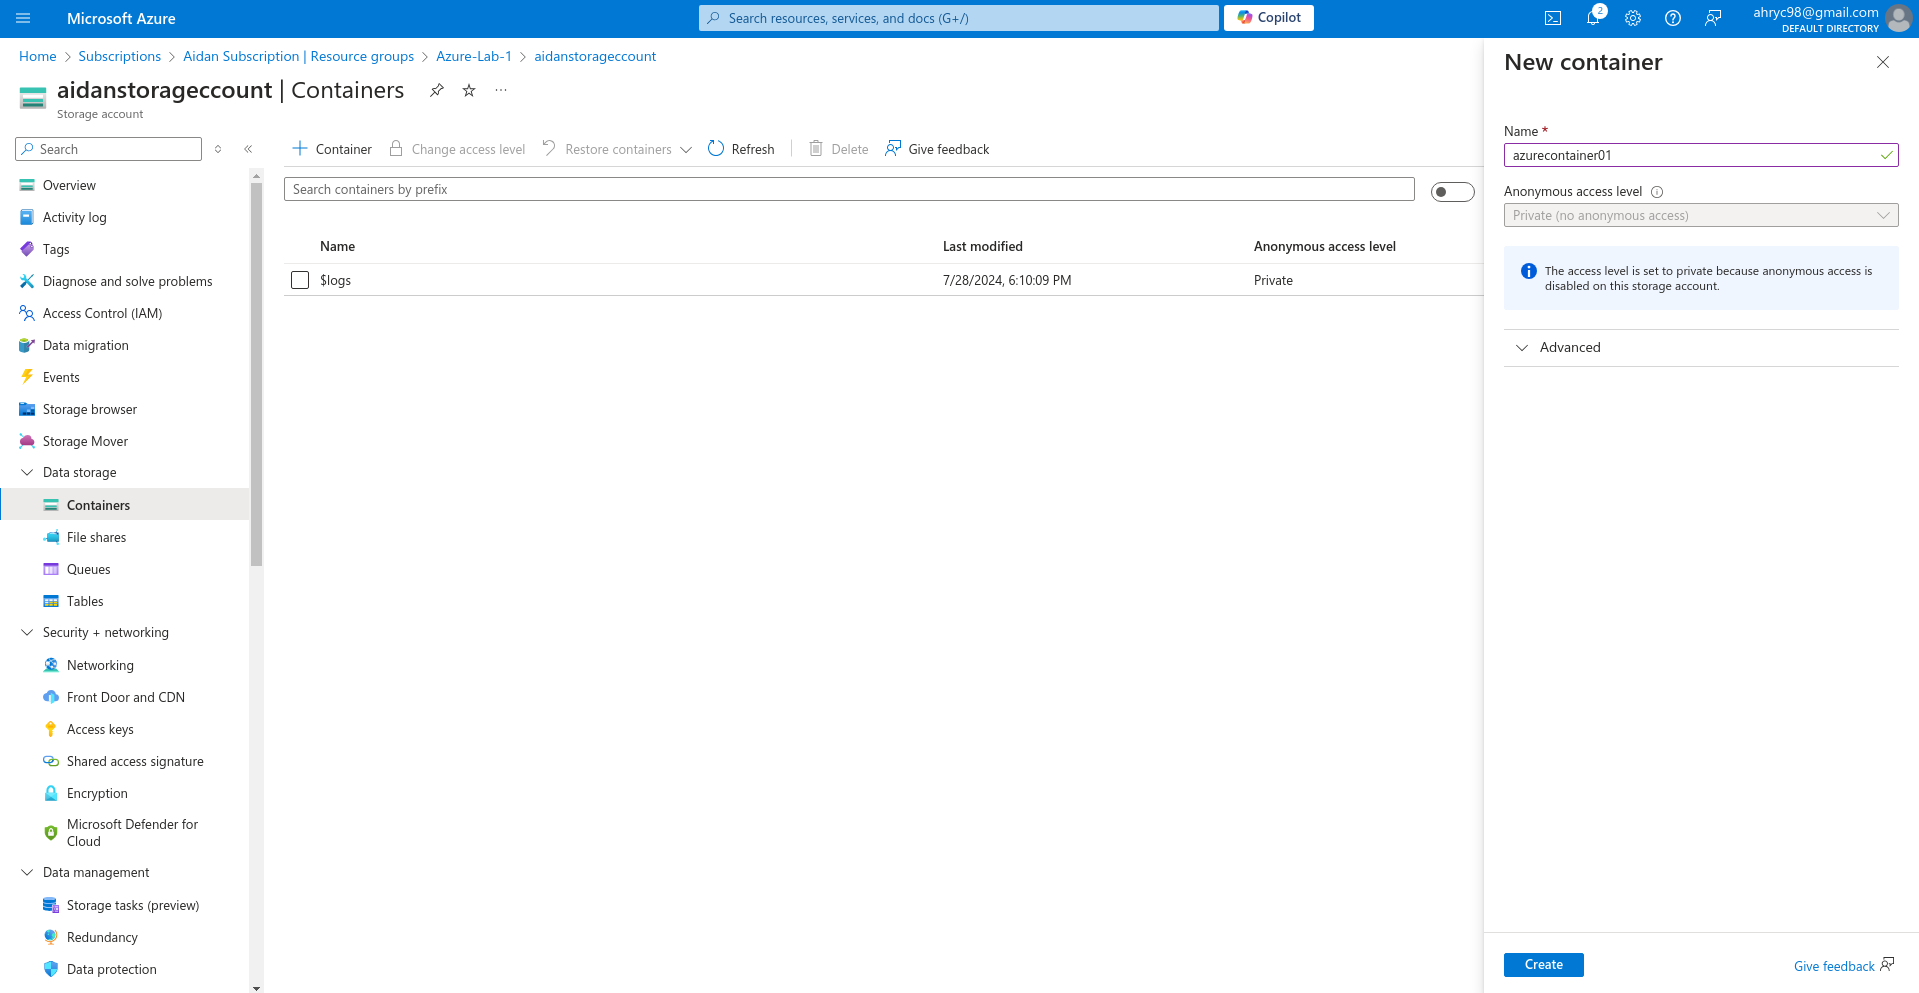 Microsoft Azure
Search resources, services, and docs (G+/)
Copilot
2
ahryc98@gmail.com
DEFAULT DIRECTORY
Home > Subscriptions > Aidan Subscription | Resource groups > Azure-Lab-1 > aidanstorageccount
aidanstorageccount | Containers
Storage account
Search
Overview
Activity log
Tags
Diagnose and solve problems
Access Control (IAM)
Data migration
Events
Storage browser
Storage Mover
Data storage
Containers
File shares
Queues
Tables
Security + networking
Networking
Front Door and CDN
Access keys
Shared access signature
Encryption
Microsoft Defender for
Cloud
Data management
Storage tasks (preview)
Redundancy
Data protection
Container Change access level Restore containers Refresh Delete Give feedback
Search containers by prefix
Name Last modified Anonymous access level
$logs 7/28/2024, 6:10:09 PM Private
New container
Name *
azurecontainer01
Anonymous access level
Private (no anonymous access)
The access level is set to private because anonymous access is
disabled on this storage account.
Advanced
Create
Give feedback